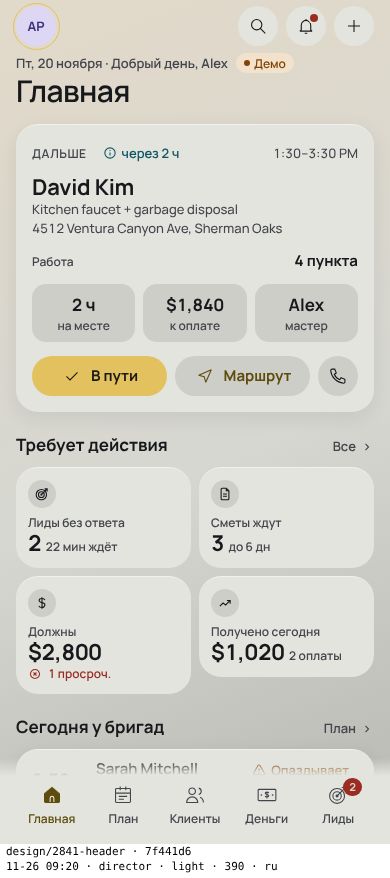 AP
Пт, 20 ноября · Добрый день, Alex Демо
Главная
ДАЛЬШЕ через 2 ч 1:30–3:30 PM
David Kim
Kitchen faucet + garbage disposal
4512 Ventura Canyon Ave, Sherman Oaks
Работа 4 пункта
2 ч $1,840 Alex
на месте к оплате мастер
В пути Маршрут
Требует действия Все
Лиды без ответа Сметы ждут
2 22 мин ждёт 3 до 6 дн
Должны Получено сегодня
$2,800 $1,020 2 оплаты
1 просроч.
Сегодня у бригад План
Sarah Mitchell Опаздывает
2
Главная План Клиенты Деньги Лиды
design/2841-header · 7f441d6
11-26 09:20 · director · light · 390 · ru